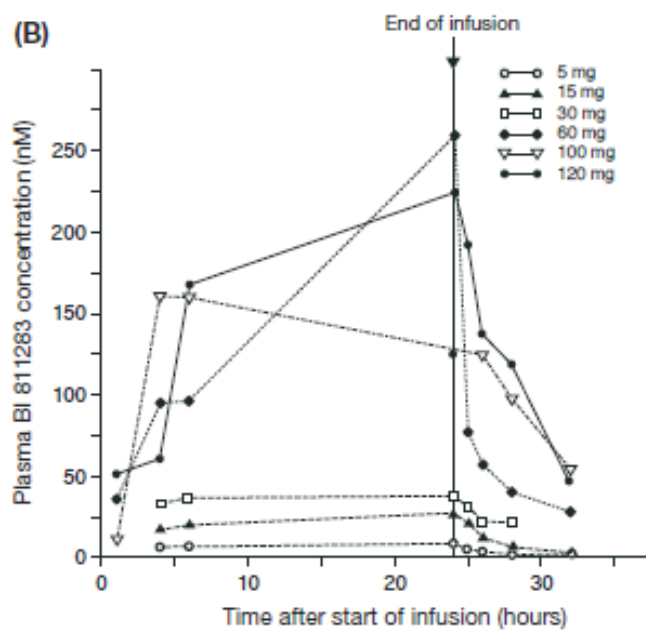 (B)
End of infusion
5 mg
15 mg
30 mg
60 mg
100 mg
120 mg
Plasma BI 811283 concentration (nM)
250
200
150
100
50
0
0
10
20
30
Time after start of infusion (hours)